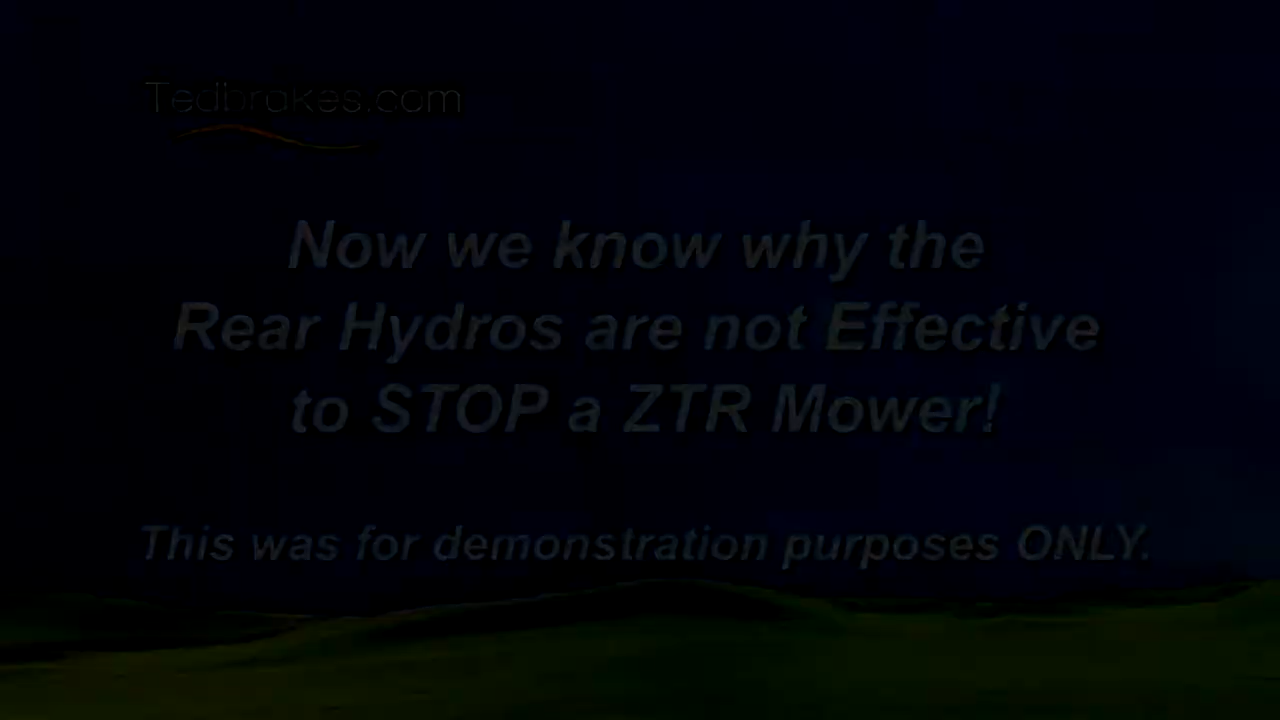 Tedbrakes.com
Now we know why the
Rear Hydros are not Effective
to STOP a ZTR Mower!
This was for demonstration purposes ONLY.